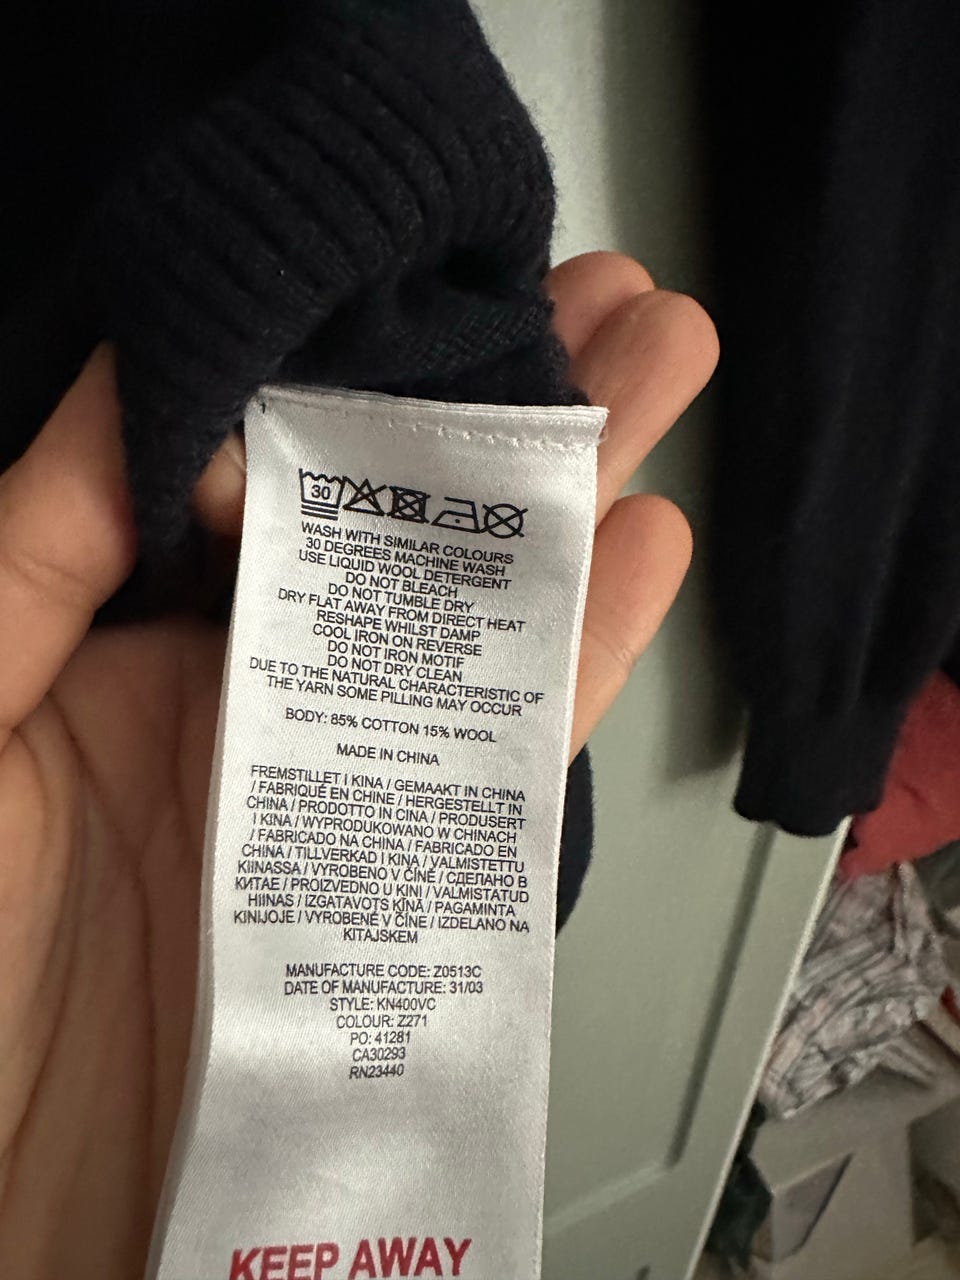 30
WASH WITH SIMILAR COLOURS
30 DEGREES MACHINE WASH
USE LIQUID WOOL DETERGENT
DO NOT BLEACH
DO NOT TUMBLE DRY
DRY FLAT AWAY FROM DIRECT HEAT
RESHAPE WHILST DAMP
COOL IRON ON REVERSE
DO NOT IRON MOTIF
DO NOT DRY CLEAN
DUE TO THE NATURAL CHARACTERISTIC OF
THE YARN SOME PILLING MAY OCCUR
BODY: 85% COTTON 15% WOOL
MADE IN CHINA
FREMSTILLET I KINA / GEMAAKT IN CHINA
/ FABRIQUÉ EN CHINE / HERGESTELLT IN
CHINA / PRODOTTO IN CINA / PRODUSERT
I KINA / WYPRODUKOWANO W CHINACH
/ FABRICADO NA CHINA / FABRICADO EN
CHINA / TILLVERKAD I KINA / VALMISTETTU
KIINASSA / VYROBENO V ČÍNĚ / СДЕЛАНО В
КИТАЕ / PROIZVEDNO U KINI / VALMISTATUD
HIINAS / IZGATAVOTS ĶĪNĀ / PAGAMINTA
KINIJOJE / VYROBENÉ V ČÍNE / IZDELANO NA
KITAJSKEM
MANUFACTURE CODE: Z0513C
DATE OF MANUFACTURE: 31/03
STYLE: KN400VC
COLOUR: Z271
PO: 41281
CA30293
RN23440
KEEP AWAY